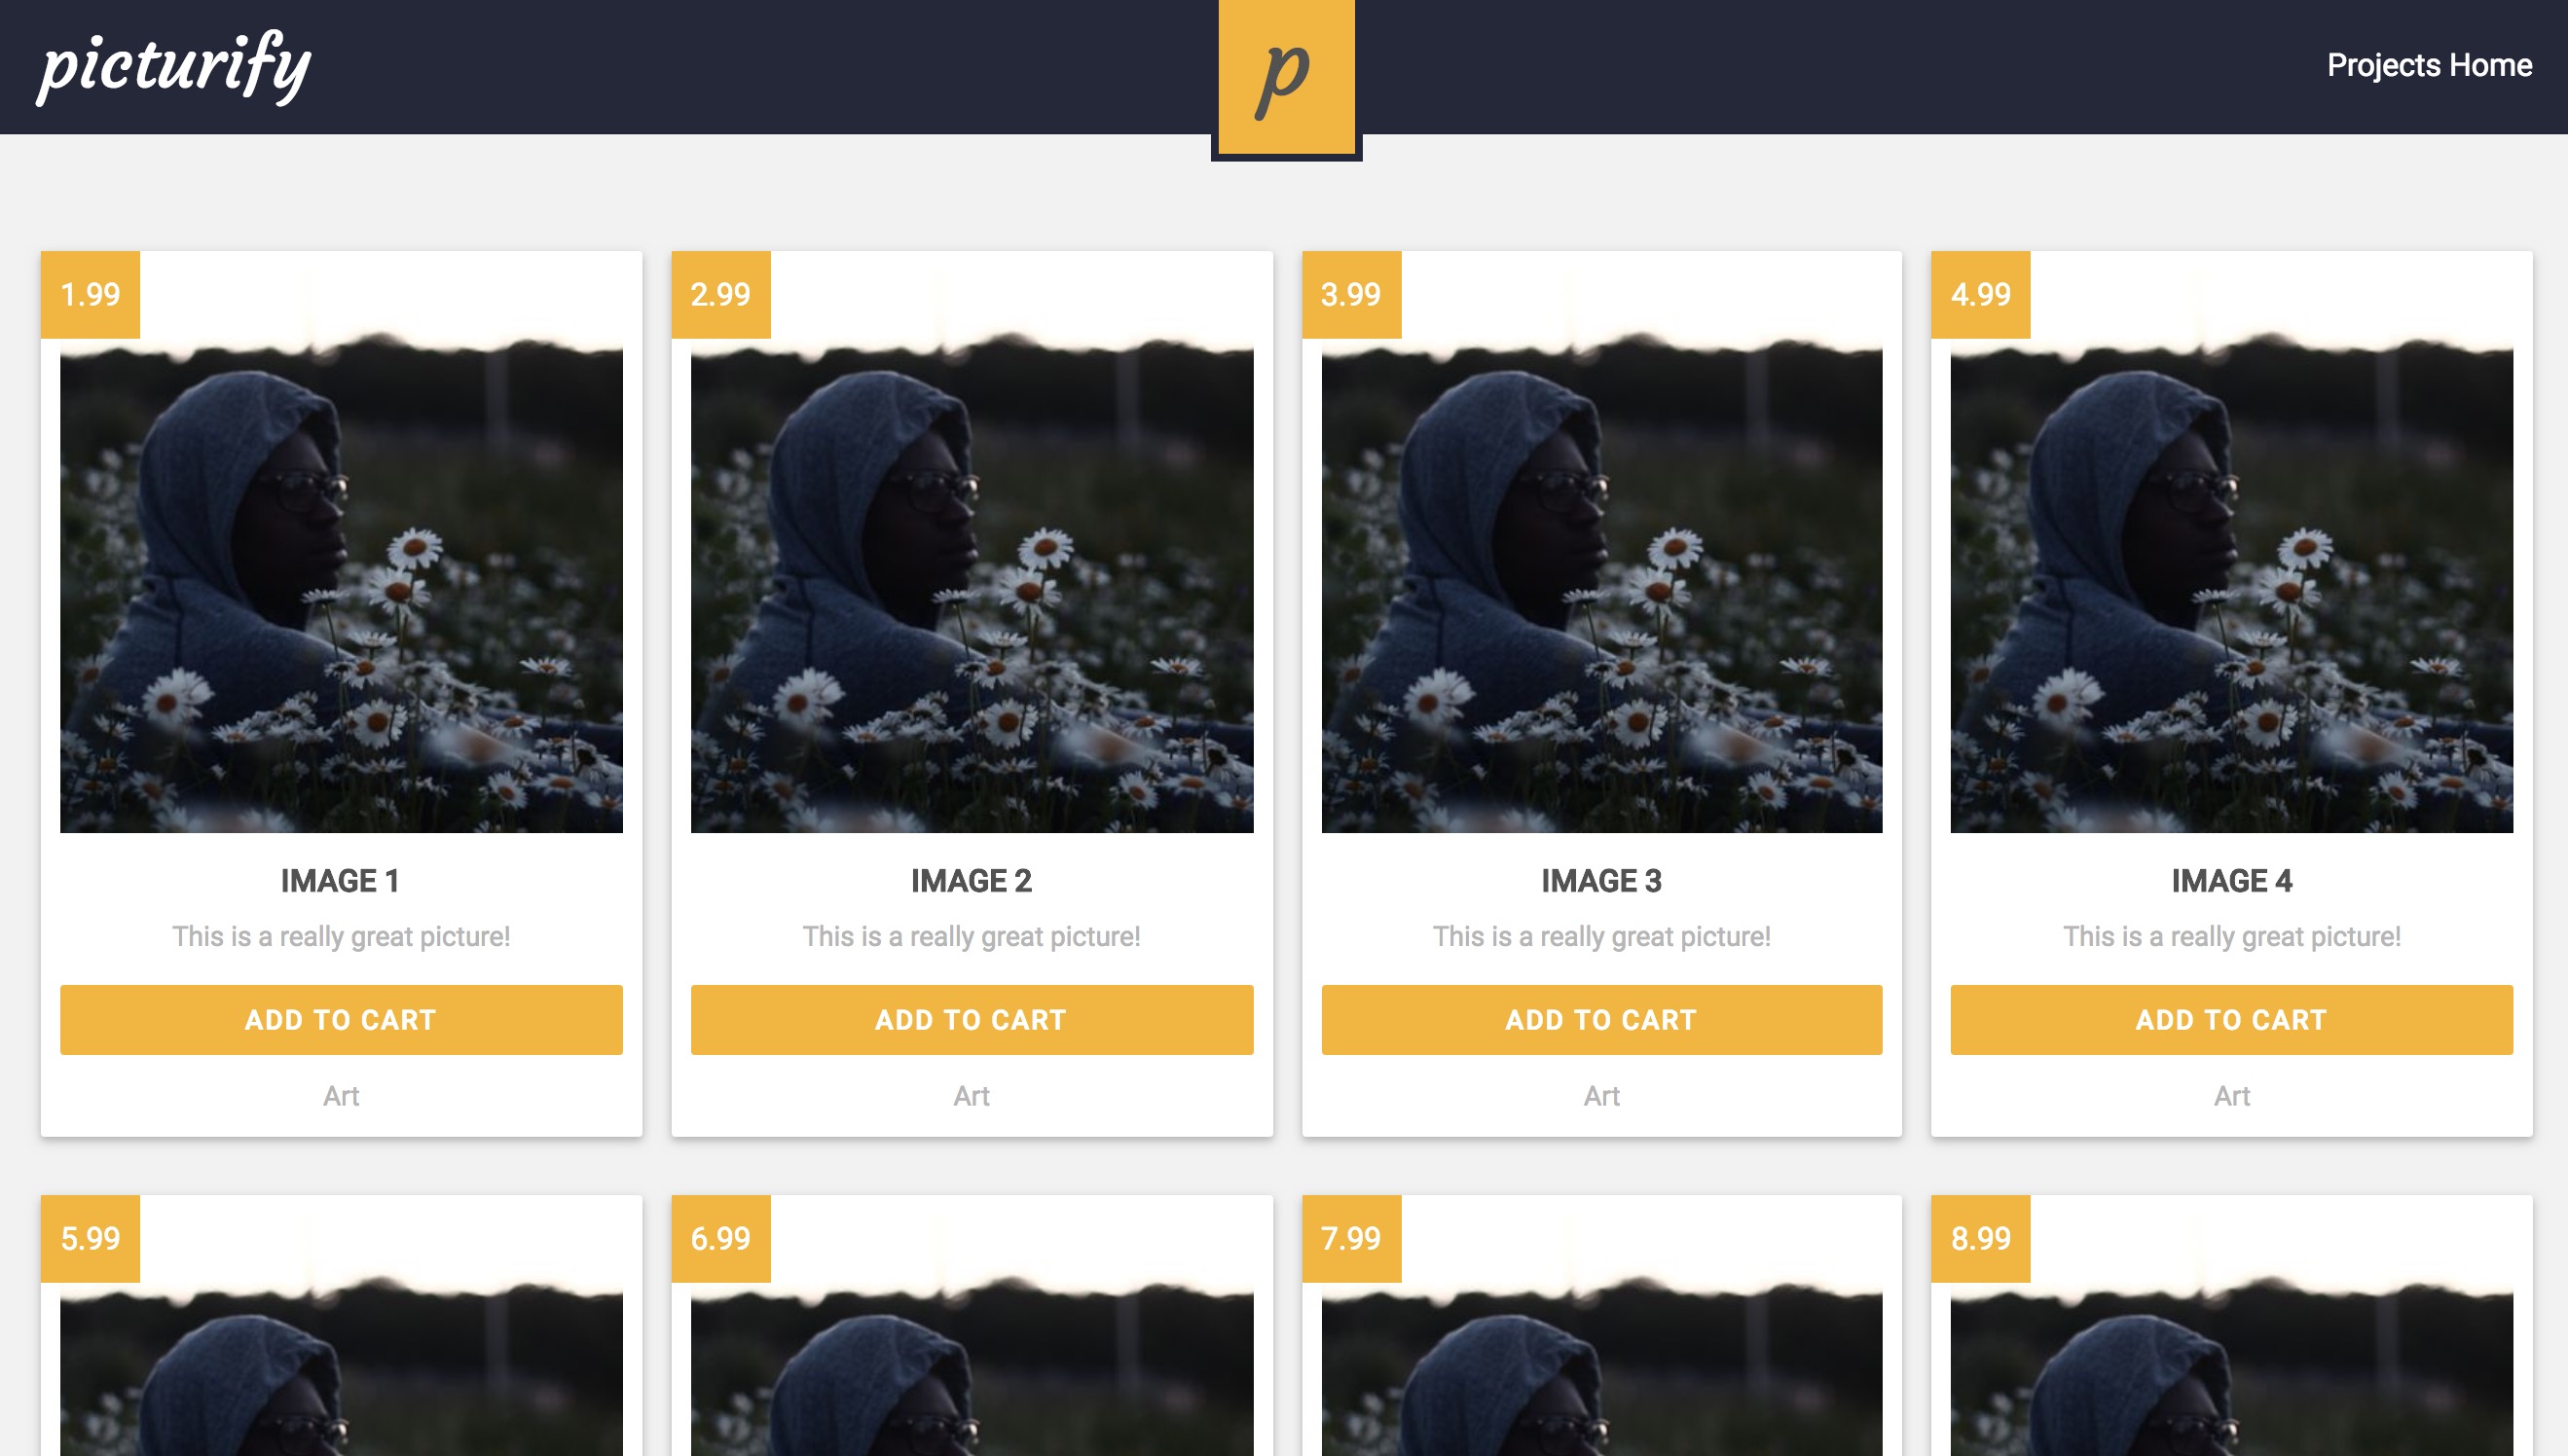 picturify
p
Projects Home
1.99
2.99
3.99
4.99
IMAGE 1
IMAGE 2
IMAGE 3
IMAGE 4
This is a really great picture!
This is a really great picture!
This is a really great picture!
This is a really great picture!
ADD TO CART
ADD TO CART
ADD TO CART
ADD TO CART
Art
Art
Art
Art
5.99
6.99
7.99
8.99